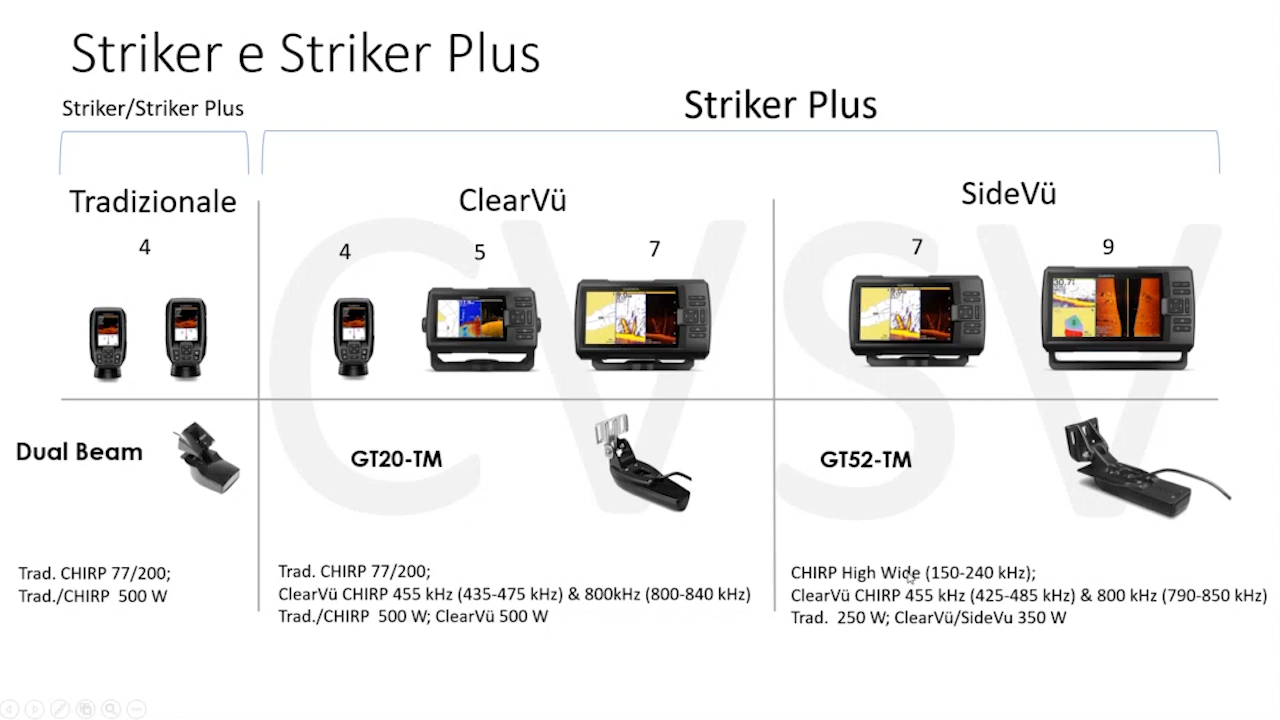 Striker e Striker Plus
Striker/Striker Plus
Striker Plus
Tradizionale
ClearVü
SideVü
4
4
5
7
7
9
CVSV
Dual Beam
GT20-TM
GT52-TM
Trad. CHIRP 77/200;
Trad./CHIRP 500 W
Trad. CHIRP 77/200;
ClearVü CHIRP 455 kHz (435-475 kHz) & 800kHz (800-840 kHz)
Trad./CHIRP 500 W; ClearVü 500 W
CHIRP High Wide (150-240 kHz);
ClearVü CHIRP 455 kHz (425-485 kHz) & 800 kHz (790-850 kHz)
Trad. 250 W; ClearVü/SideVu 350 W